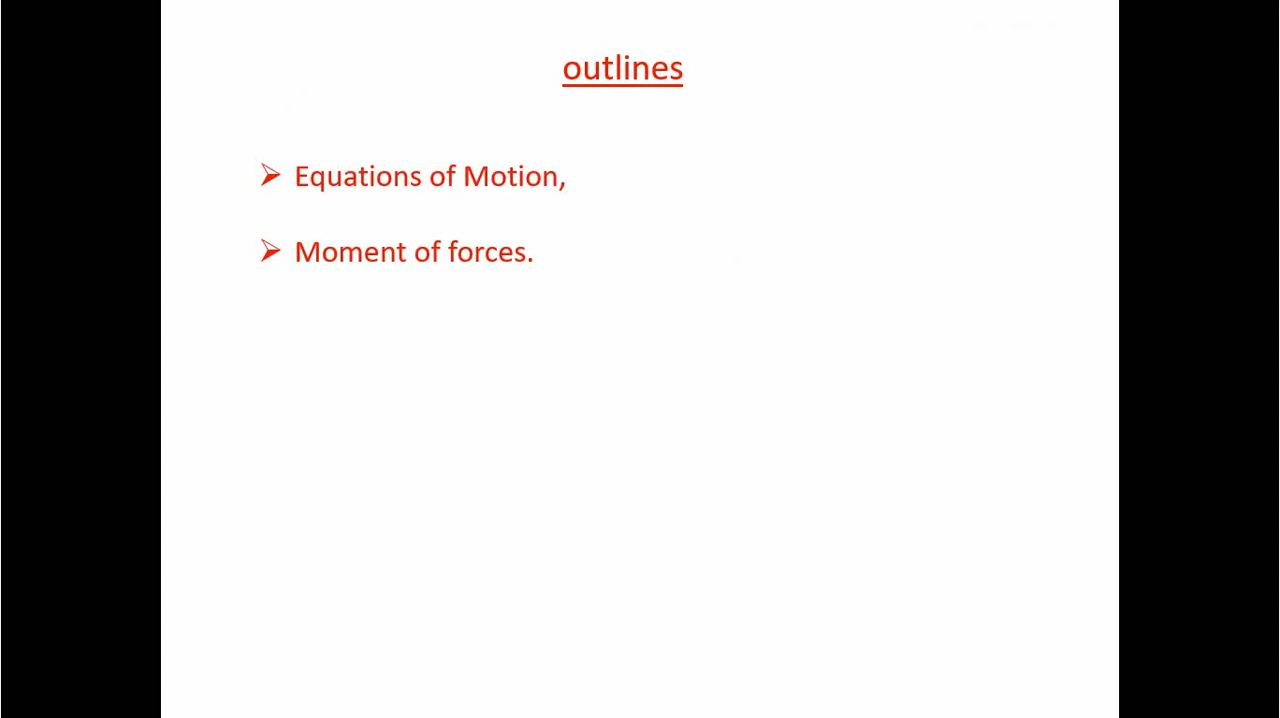 outlines
➢ Equations of Motion,
➢ Moment of forces.